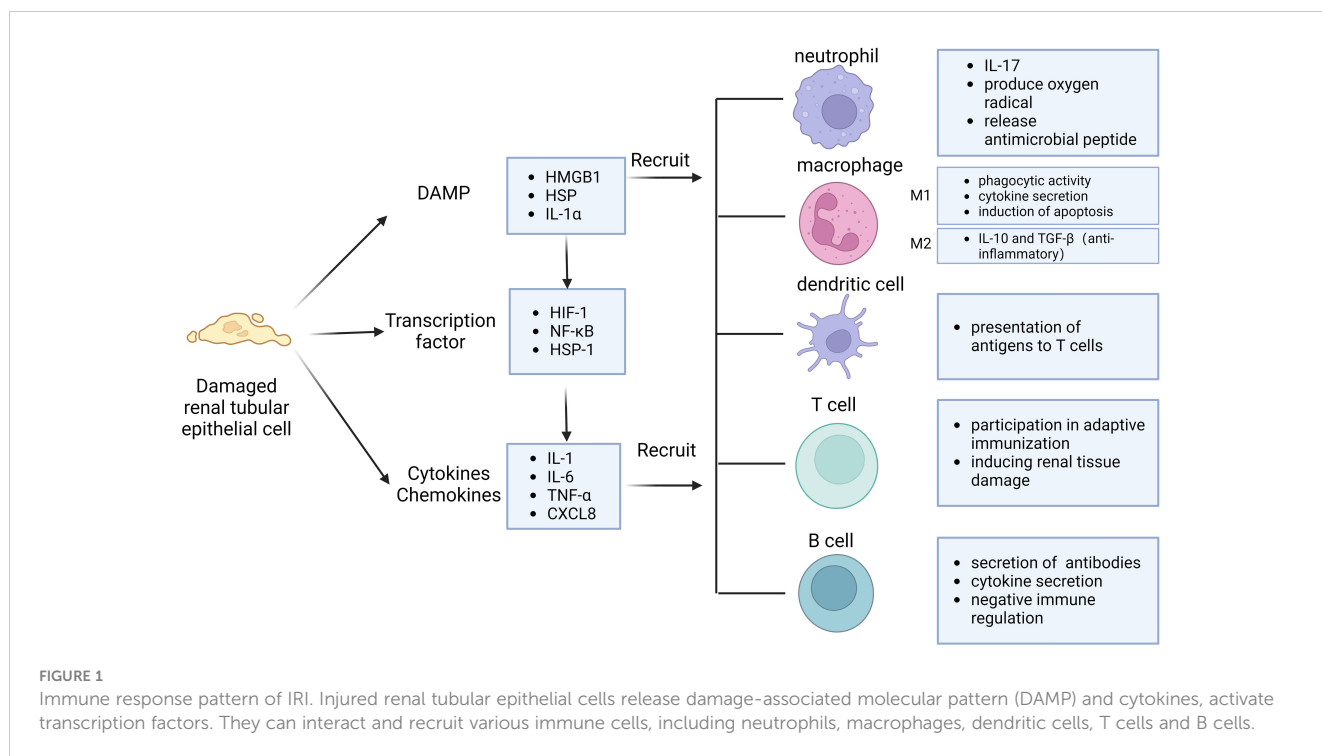 neutrophil
• IL-17
• produce oxygen
radical
• release
antimicrobial peptide
Recruit
macrophage
M1
• phagocytic activity
• cytokine secretion
• induction of apoptosis
M2
• IL-10 and TGF-β (anti-
inflammatory)
DAMP
• HMGB1
• HSP
• IL-1α
dendritic cell
• presentation of
antigens to T cells
Transcription
factor
• HIF-1
• NF-κB
• HSP-1
Damaged
renal tubular
epithelial cell
T cell
• participation in adaptive
immunization
• inducing renal tissue
damage
Cytokines
Chemokines
• IL-1
• IL-6
• TNF-α
• CXCL8
Recruit
B cell
• secretion of antibodies
• cytokine secretion
• negative immune
regulation
FIGURE 1
Immune response pattern of IRI. Injured renal tubular epithelial cells release damage-associated molecular pattern (DAMP) and cytokines, activate
transcription factors. They can interact and recruit various immune cells, including neutrophils, macrophages, dendritic cells, T cells and B cells.